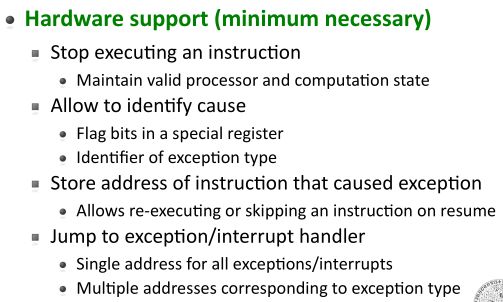 Hardware support (minimum necessary)
Stop executing an instruction
Maintain valid processor and computation state
Allow to identify cause
Flag bits in a special register
Identifier of exception type
Store address of instruction that caused exception
Allows re-executing or skipping an instruction on resume
Jump to exception/interrupt handler
Single address for all exceptions/interrupts
Multiple addresses corresponding to exception type